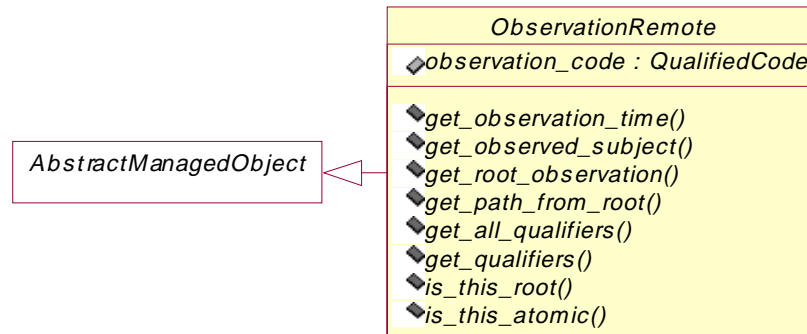 ObservationRemote
observation_code : QualifiedCode
get_observation_time()
get_observed_subject()
get_root_observation()
get_path_from_root()
get_all_qualifiers()
get_qualifiers()
is_this_root()
is_this_atomic()
AbstractManagedObject